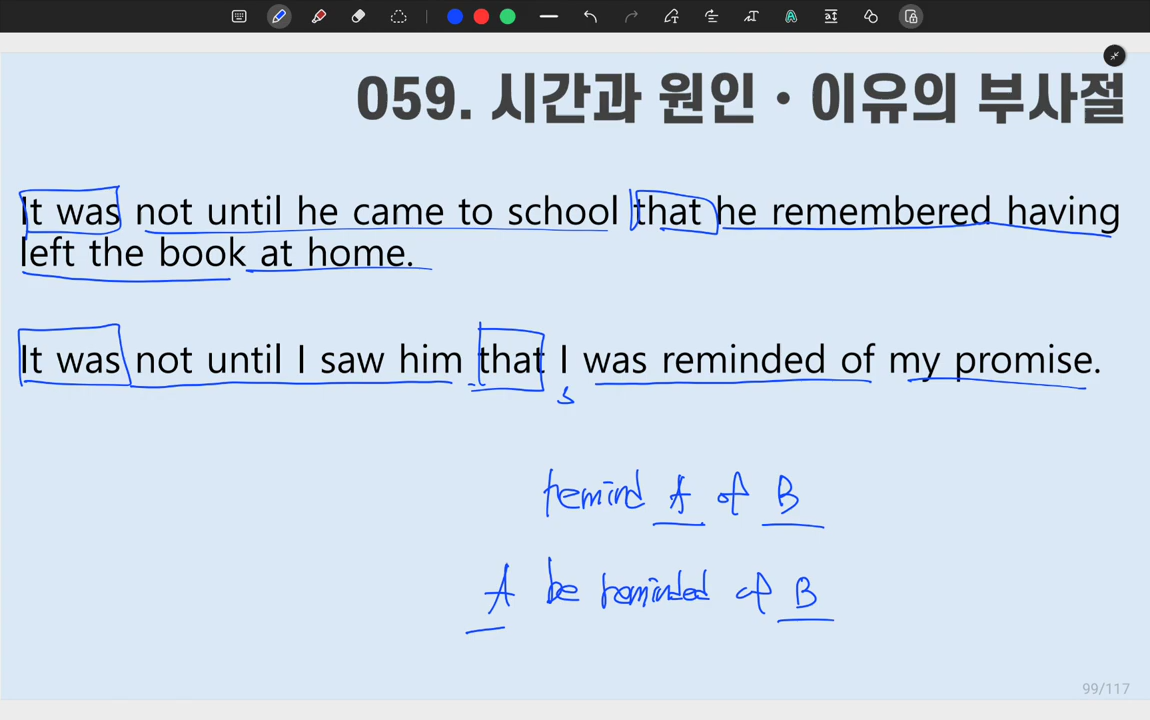 059. 시간과 원인・이유의 부사절
It was not until he came to school that he remembered having
left the book at home.
It was not until I saw him that I was reminded of my promise.
s
remind A of B
A be reminded of B
99/117